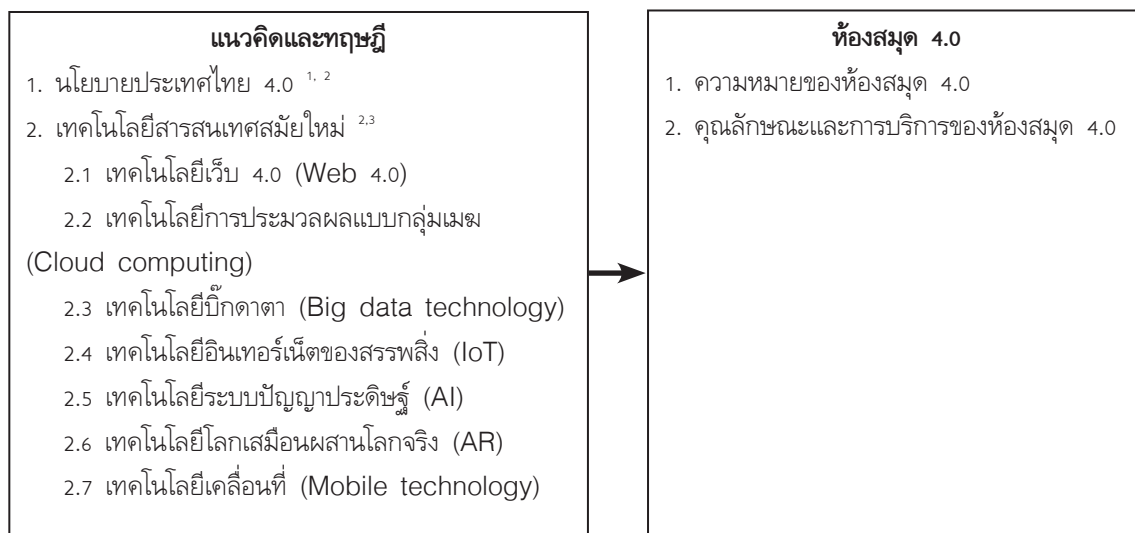 แนวคิดและทฤษฎี
1. นโยบายประเทศไทย 4.0 1, 2
2. เทคโนโลยีสารสนเทศสมัยใหม่ 2,3
2.1 เทคโนโลยีเว็บ 4.0 (Web 4.0)
2.2 เทคโนโลยีการประมวลผลแบบกลุ่มเมฆ
(Cloud computing)
2.3 เทคโนโลยีบิ๊กดาตา (Big data technology)
2.4 เทคโนโลยีอินเทอร์เน็ตของสรรพสิ่ง (IoT)
2.5 เทคโนโลยีระบบปัญญาประดิษฐ์ (AI)
2.6 เทคโนโลยีโลกเสมือนผสานโลกจริง (AR)
2.7 เทคโนโลยีเคลื่อนที่ (Mobile technology)
ห้องสมุด 4.0
1. ความหมายของห้องสมุด 4.0
2. คุณลักษณะและการบริการของห้องสมุด 4.0